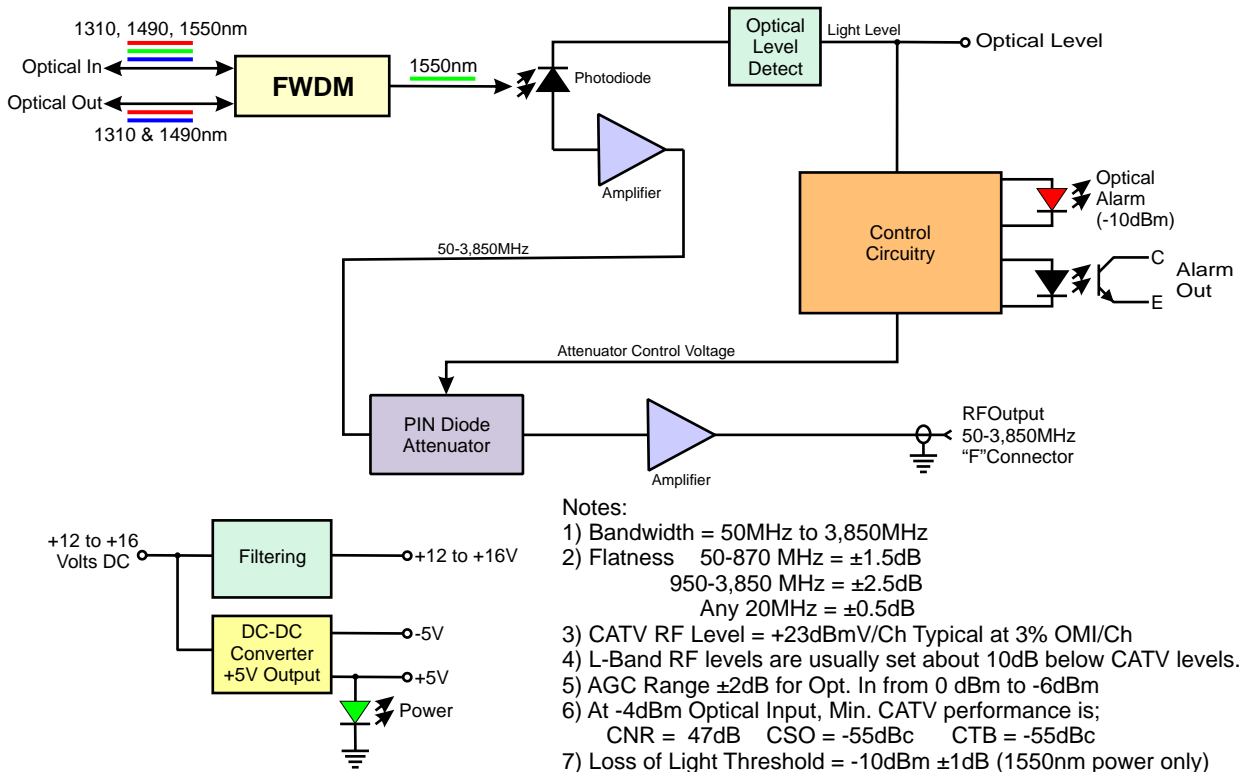 1310, 1490, 1550nm
Optical In
Optical Out
1310 & 1490nm
FWDM
1550nm
Photodiode
Optical
Level
Detect
Light Level
Optical Level
Amplifier
50-3,850MHz
Control
Circuitry
Optical
Alarm
(-10dBm)
C
E
Alarm
Out
Attenuator Control Voltage
PIN Diode
Attenuator
Amplifier
RFOutput
50-3,850MHz
“F”Connector
+12 to +16
Volts DC
Filtering
+12 to +16V
DC-DC
Converter
+5V Output
-5V
+5V
Power
Notes:
1) Bandwidth = 50MHz to 3,850MHz
2) Flatness 50-870 MHz = ±1.5dB
950-3,850 MHz = ±2.5dB
Any 20MHz = ±0.5dB
3) CATV RF Level = +23dBmV/Ch Typical at 3% OMI/Ch
4) L-Band RF levels are usually set about 10dB below CATV levels.
5) AGC Range ±2dB for Opt. In from 0 dBm to -6dBm
6) At -4dBm Optical Input, Min. CATV performance is;
CNR = 47dB CSO = -55dBc CTB = -55dBc
7) Loss of Light Threshold = -10dBm ±1dB (1550nm power only)